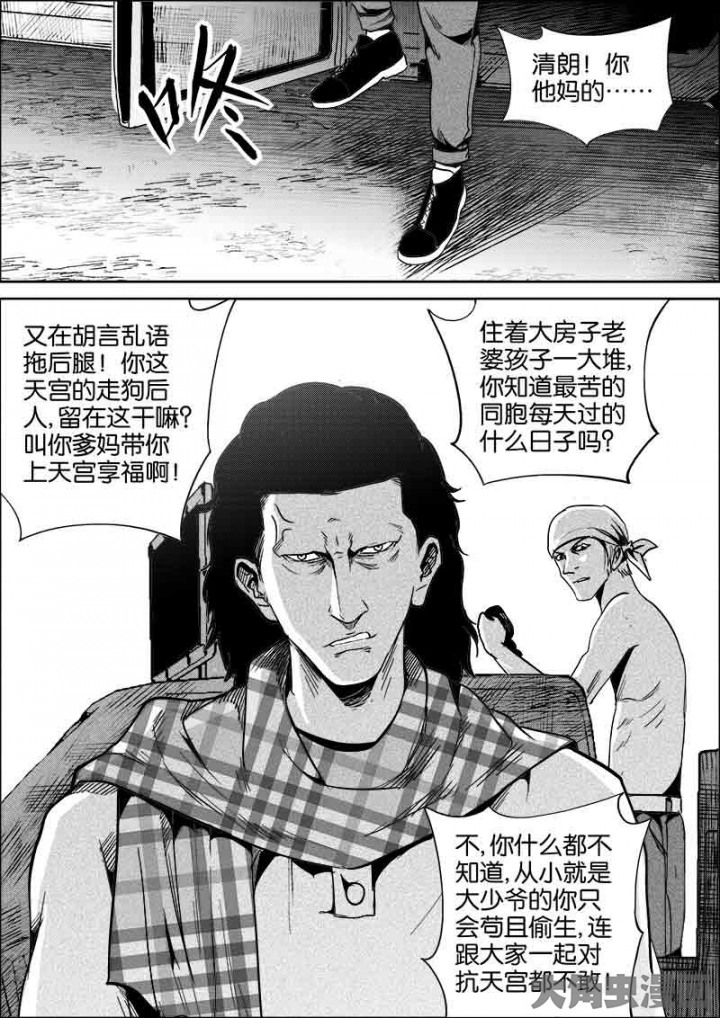 咚
清朗！你
他妈的……
又在胡言乱语
拖后腿！你这
天宫的走狗后
人，留在这干嘛？
叫你爹妈带你
上天宫享福啊！
住着大房子老
婆孩子一大堆，
你知道最苦的
同胞每天过的
什么日子吗？
不，你什么都不
知道，从小就是
大少爷的你只
会苟且偷生，连
跟大家一起对
抗天宫都不敢！
大角虫漫画